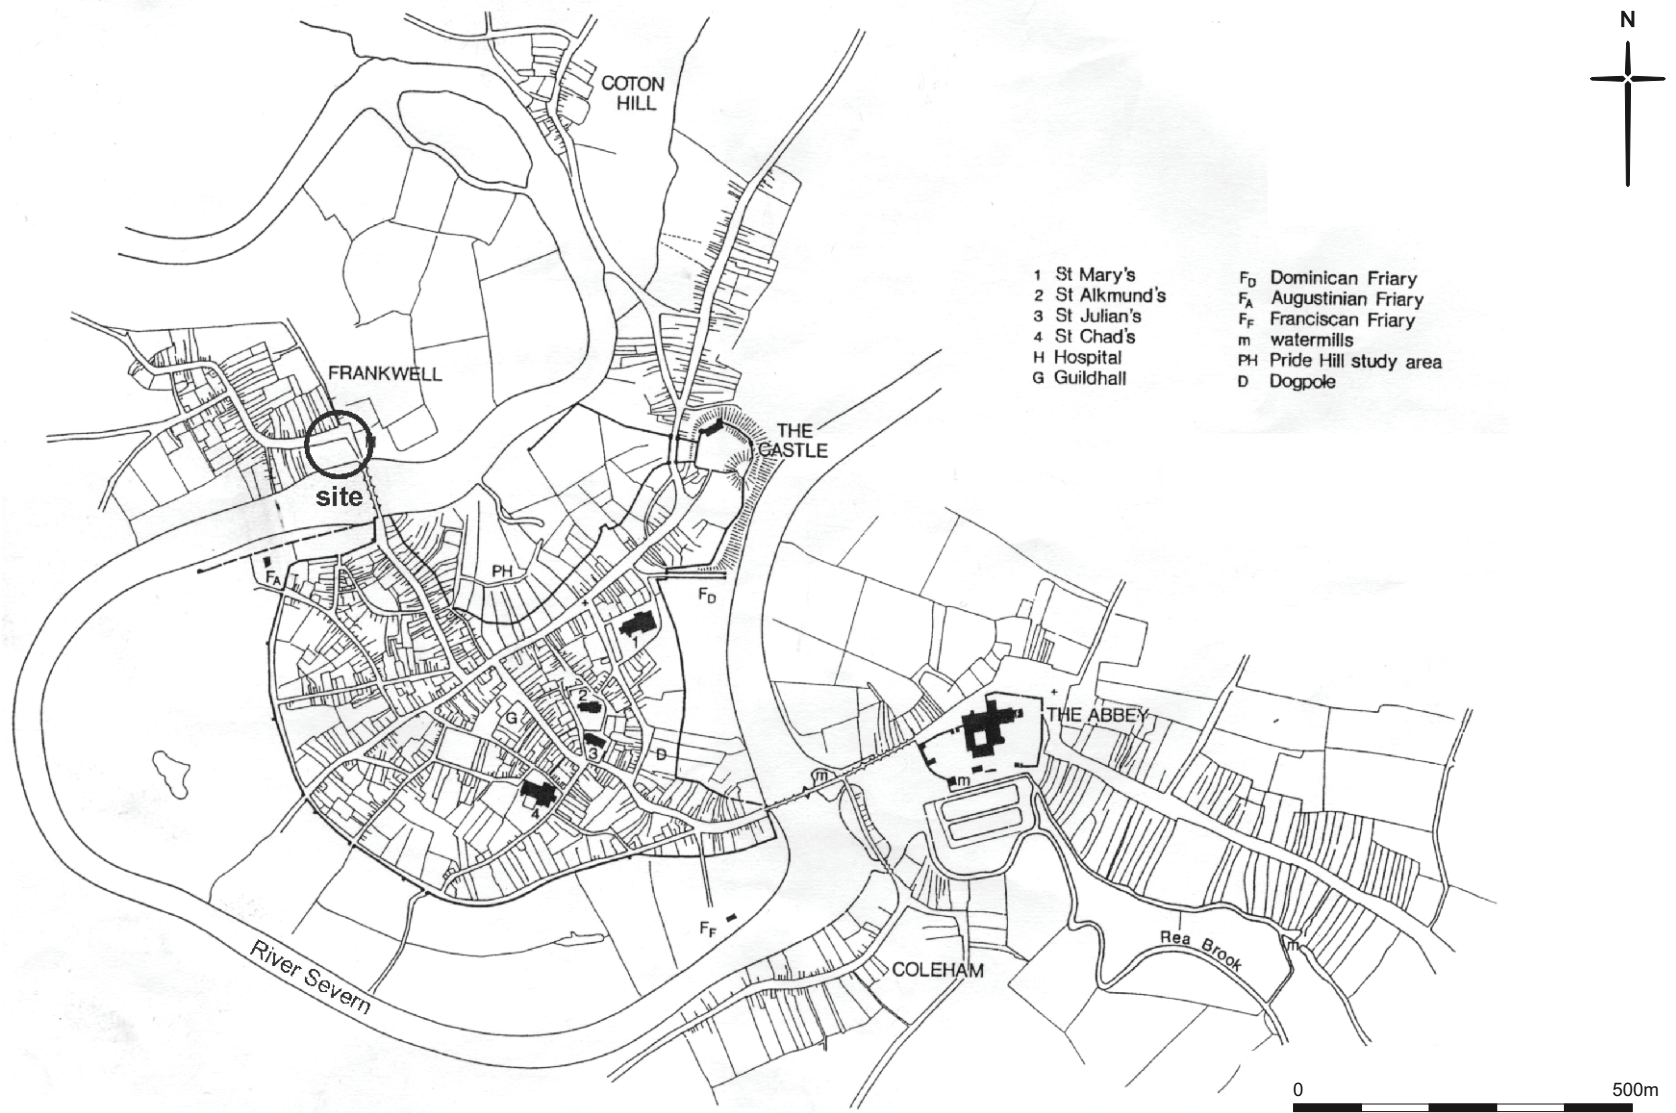 N
COTON
HILL
1 St Mary's
2 St Alkmund's
3 St Julian's
4 St Chad's
H Hospital
G Guildhall
FD Dominican Friary
FA Augustinian Friary
FF Franciscan Friary
m watermills
PH Pride Hill study area
D Dogpole
FRANKWELL
THE
CASTLE
site
FA
PH
FD
1
2
G
3
D
4
THE ABBEY
m
m
FF
COLEHAM
River Severn
Rea Brook
m
0 500m